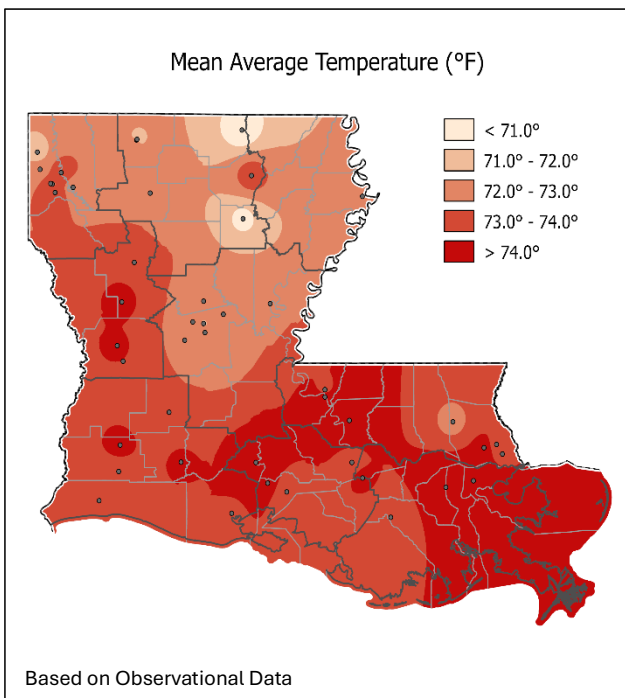 Mean Average Temperature (°F)
< 71.0°
71.0° - 72.0°
72.0° - 73.0°
73.0° - 74.0°
> 74.0°
Based on Observational Data